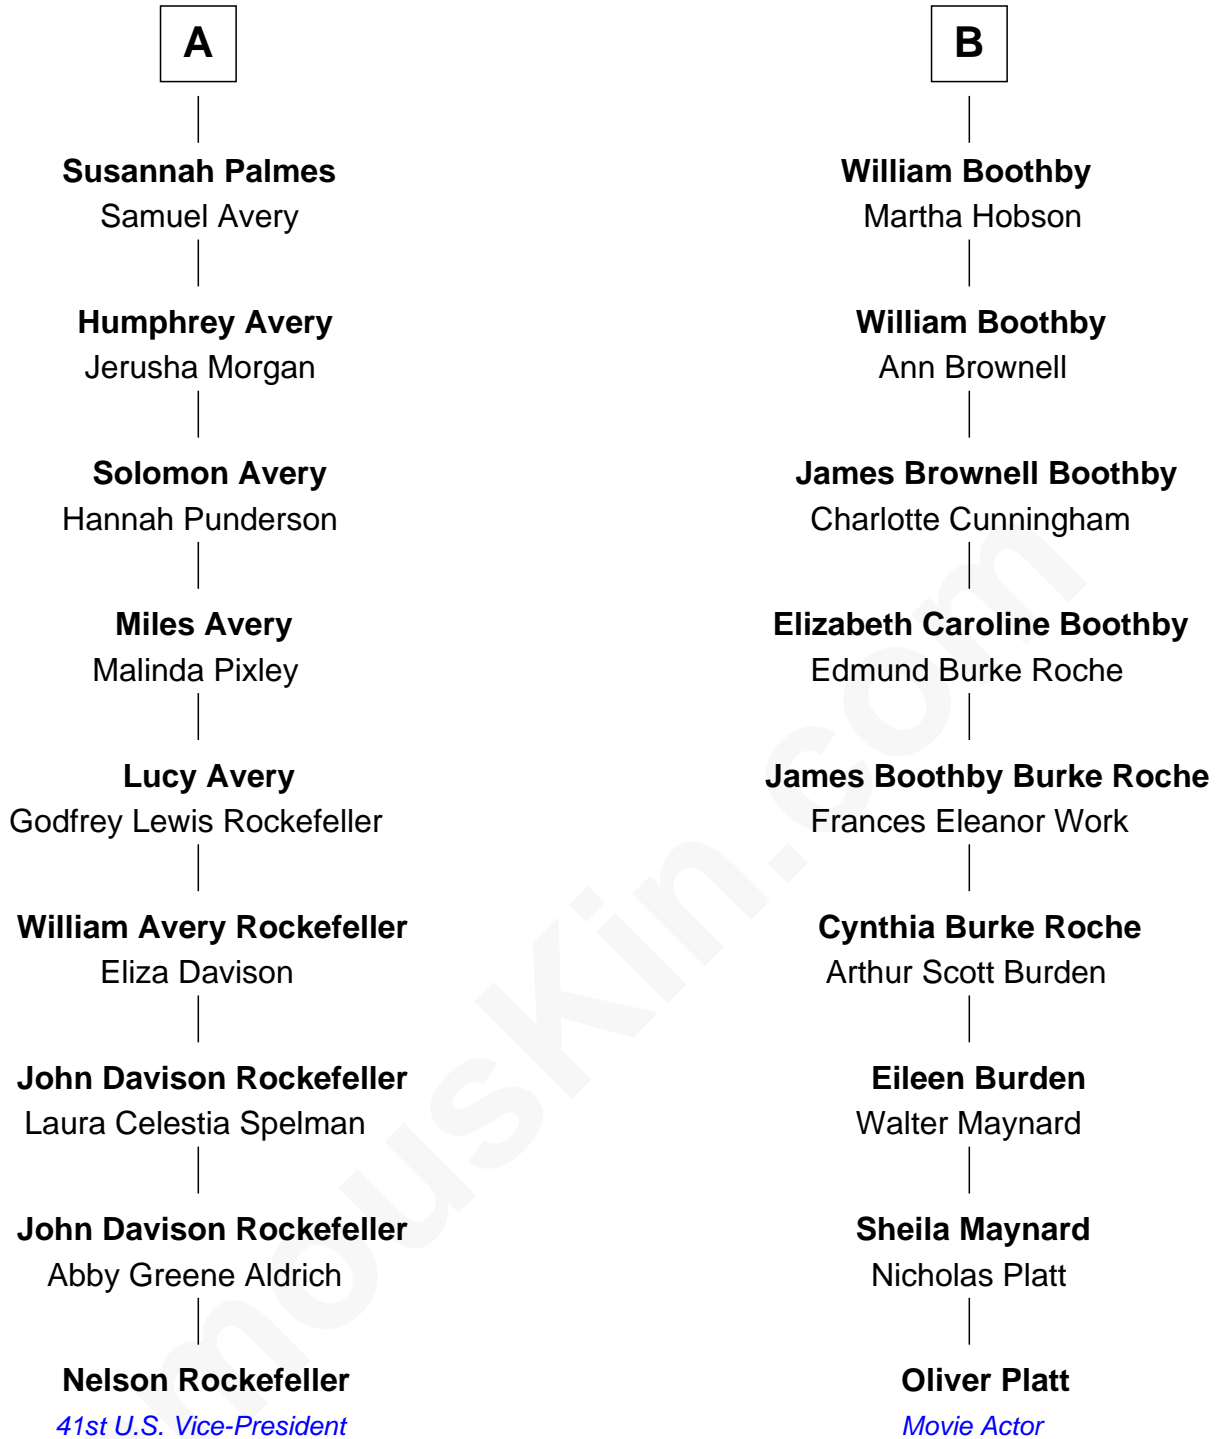 A
Susannah Palmes
Samuel Avery
Humphrey Avery
Jerusha Morgan
Solomon Avery
Hannah Punderson
Miles Avery
Malinda Pixley
Lucy Avery
Godfrey Lewis Rockefeller
William Avery Rockefeller
Eliza Davison
John Davison Rockefeller
Laura Celestia Spelman
John Davison Rockefeller
Abby Greene Aldrich
Nelson Rockefeller
41st U.S. Vice-President
B
William Boothby
Martha Hobson
William Boothby
Ann Brownell
James Brownell Boothby
Charlotte Cunningham
Elizabeth Caroline Boothby
Edmund Burke Roche
James Boothby Burke Roche
Frances Eleanor Work
Cynthia Burke Roche
Arthur Scott Burden
Eileen Burden
Walter Maynard
Sheila Maynard
Nicholas Platt
Oliver Platt
Movie Actor
mousKin.com